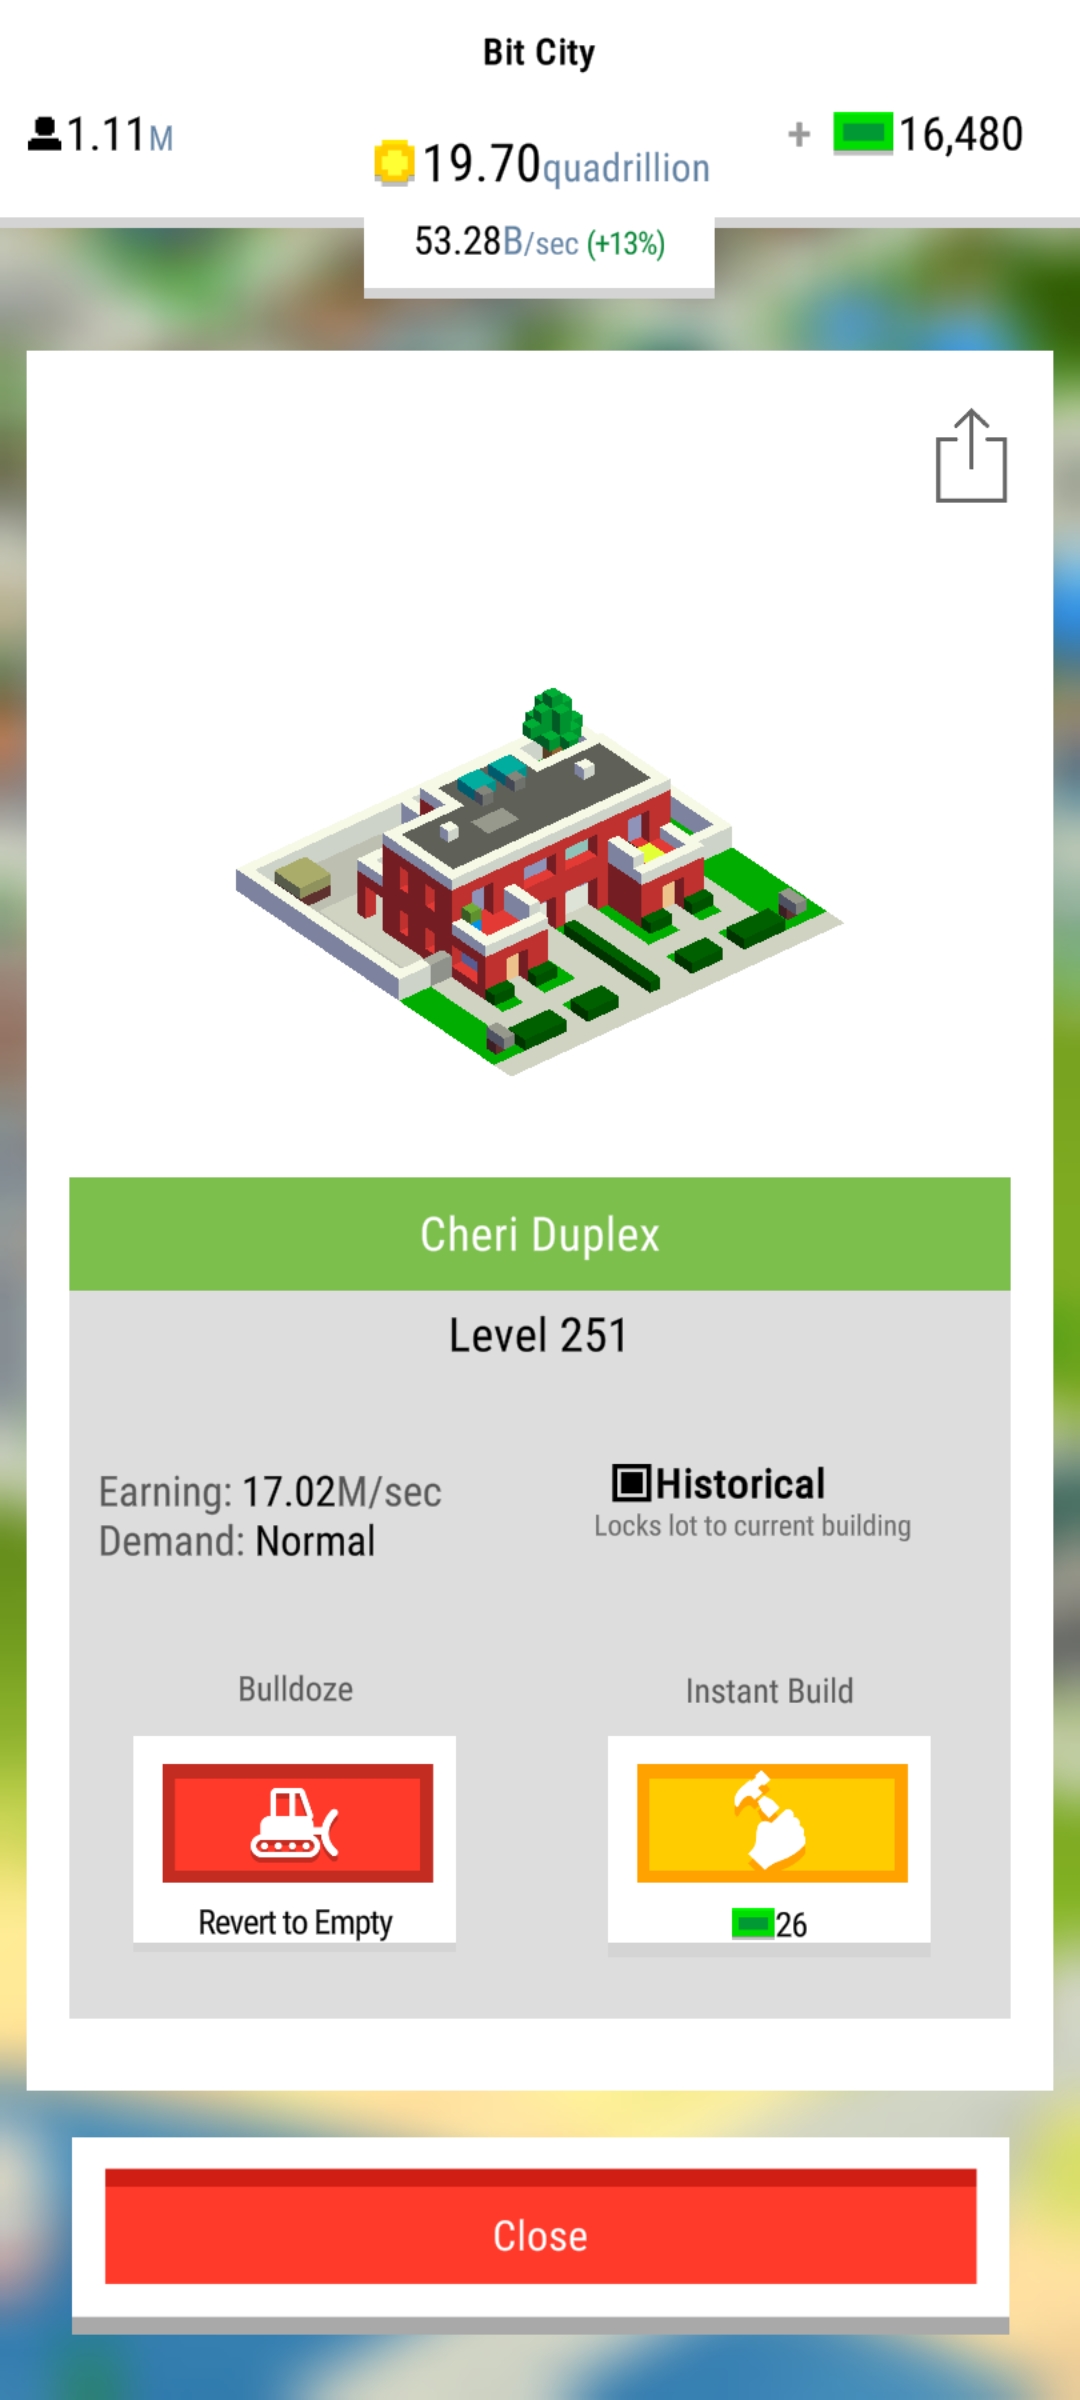 Bit City
1.11M
19.70quadrillion
+ 16,480
53.28B/sec (+13%)
Cheri Duplex
Level 251
Earning: 17.02M/sec
Demand: Normal
Historical
Locks lot to current building
Bulldoze
Revert to Empty
Instant Build
26
Close